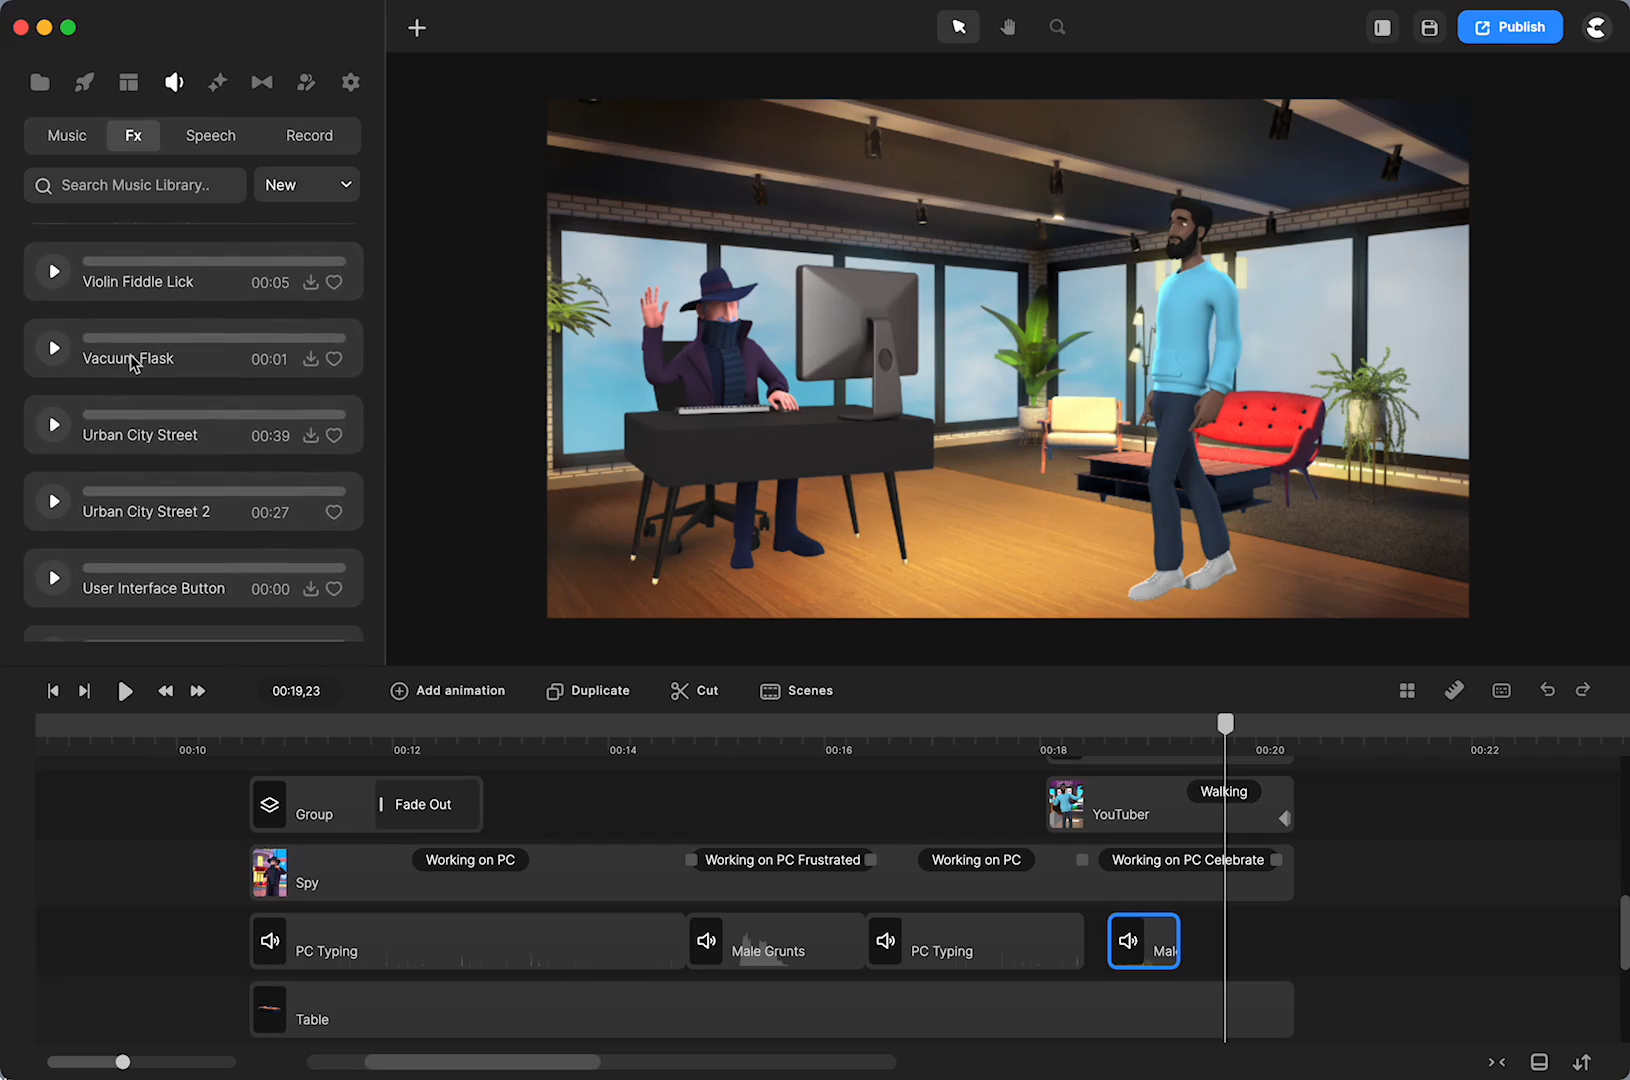 Publish
Music
Fx
Speech
Record
Search Music Library..
New
Violin Fiddle Lick
00:05
Vacuum Flask
00:01
Urban City Street
00:39
Urban City Street 2
00:27
User Interface Button
00:00
00:19,23
Add animation
Duplicate
Cut
Scenes
00:10
00:12
00:14
00:16
00:18
00:20
00:22
Group
Fade Out
YouTuber
Walking
Spy
Working on PC
Working on PC Frustrated
Working on PC
Working on PC Celebrate
PC Typing
Male Grunts
PC Typing
Mal
Table